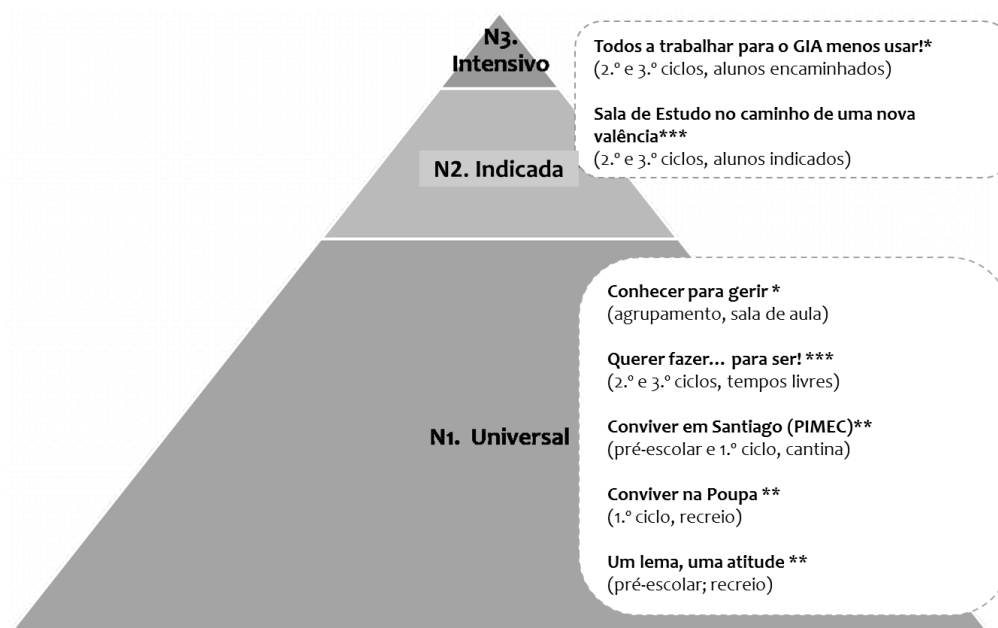 N3.
Intensivo
Todos a trabalhar para o GIA menos usar!*
(2.º e 3.º ciclos, alunos encaminhados)
Sala de Estudo no caminho de uma nova
valência***
(2.º e 3.º ciclos, alunos indicados)
N2. Indicada
Conhecer para gerir *
(agrupamento, sala de aula)
Querer fazer... para ser! ***
(2.º e 3.º ciclos, tempos livres)
Conviver em Santiago (PIMEC)**
(pré-escolar e 1.º ciclo, cantina)
N1. Universal
Conviver na Poupa **
(1.º ciclo, recreio)
Um lema, uma atitude **
(pré-escolar; recreio)